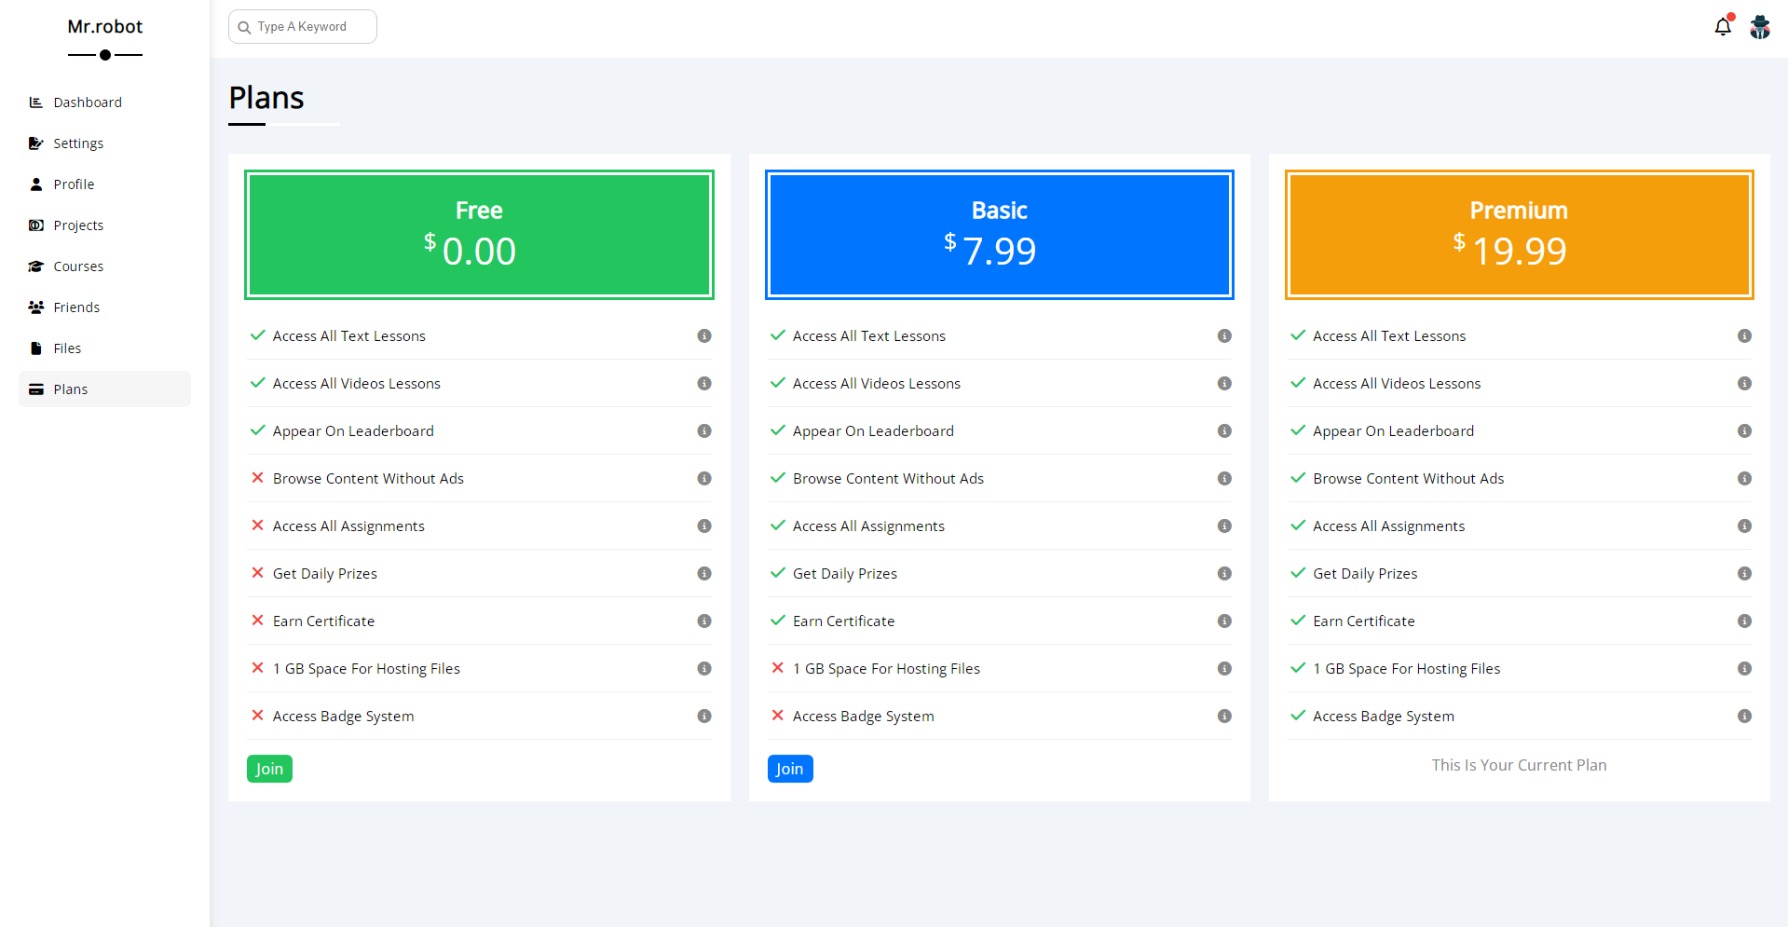 Mr.robot
Type A Keyword
Dashboard
Settings
Profile
Projects
Courses
Friends
Files
Plans
Plans
Free
$ 0.00
Access All Text Lessons
Access All Videos Lessons
Appear On Leaderboard
Browse Content Without Ads
Access All Assignments
Get Daily Prizes
Earn Certificate
1 GB Space For Hosting Files
Access Badge System
Join
Basic
$ 7.99
Access All Text Lessons
Access All Videos Lessons
Appear On Leaderboard
Browse Content Without Ads
Access All Assignments
Get Daily Prizes
Earn Certificate
1 GB Space For Hosting Files
Access Badge System
Join
Premium
$ 19.99
Access All Text Lessons
Access All Videos Lessons
Appear On Leaderboard
Browse Content Without Ads
Access All Assignments
Get Daily Prizes
Earn Certificate
1 GB Space For Hosting Files
Access Badge System
This Is Your Current Plan